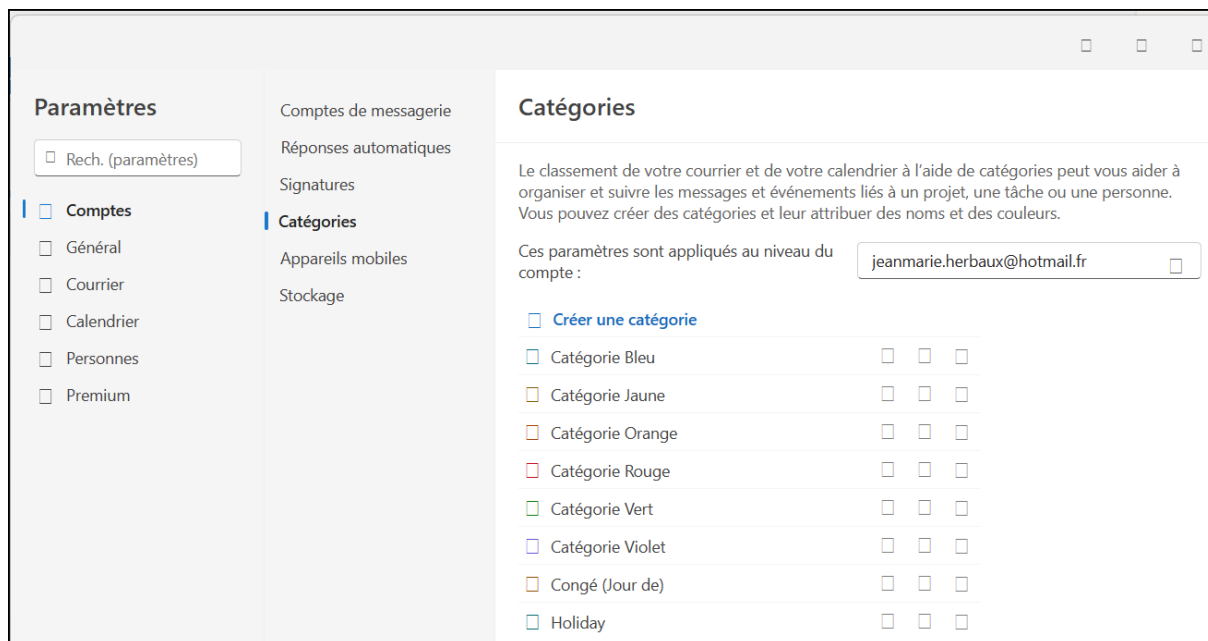 Paramètres
Rech. (paramètres)
Comptes
Général
Courrier
Calendrier
Personnes
Premium
Comptes de messagerie
Réponses automatiques
Signatures
Catégories
Appareils mobiles
Stockage
Catégories
Le classement de votre courrier et de votre calendrier à l'aide de catégories peut vous aider à
organiser et suivre les messages et événements liés à un projet, une tâche ou une personne.
Vous pouvez créer des catégories et leur attribuer des noms et des couleurs.
Ces paramètres sont appliqués au niveau du
compte :
jeanmarie.herbaux@hotmail.fr
Créer une catégorie
Catégorie Bleu
Catégorie Jaune
Catégorie Orange
Catégorie Rouge
Catégorie Vert
Catégorie Violet
Congé (Jour de)
Holiday